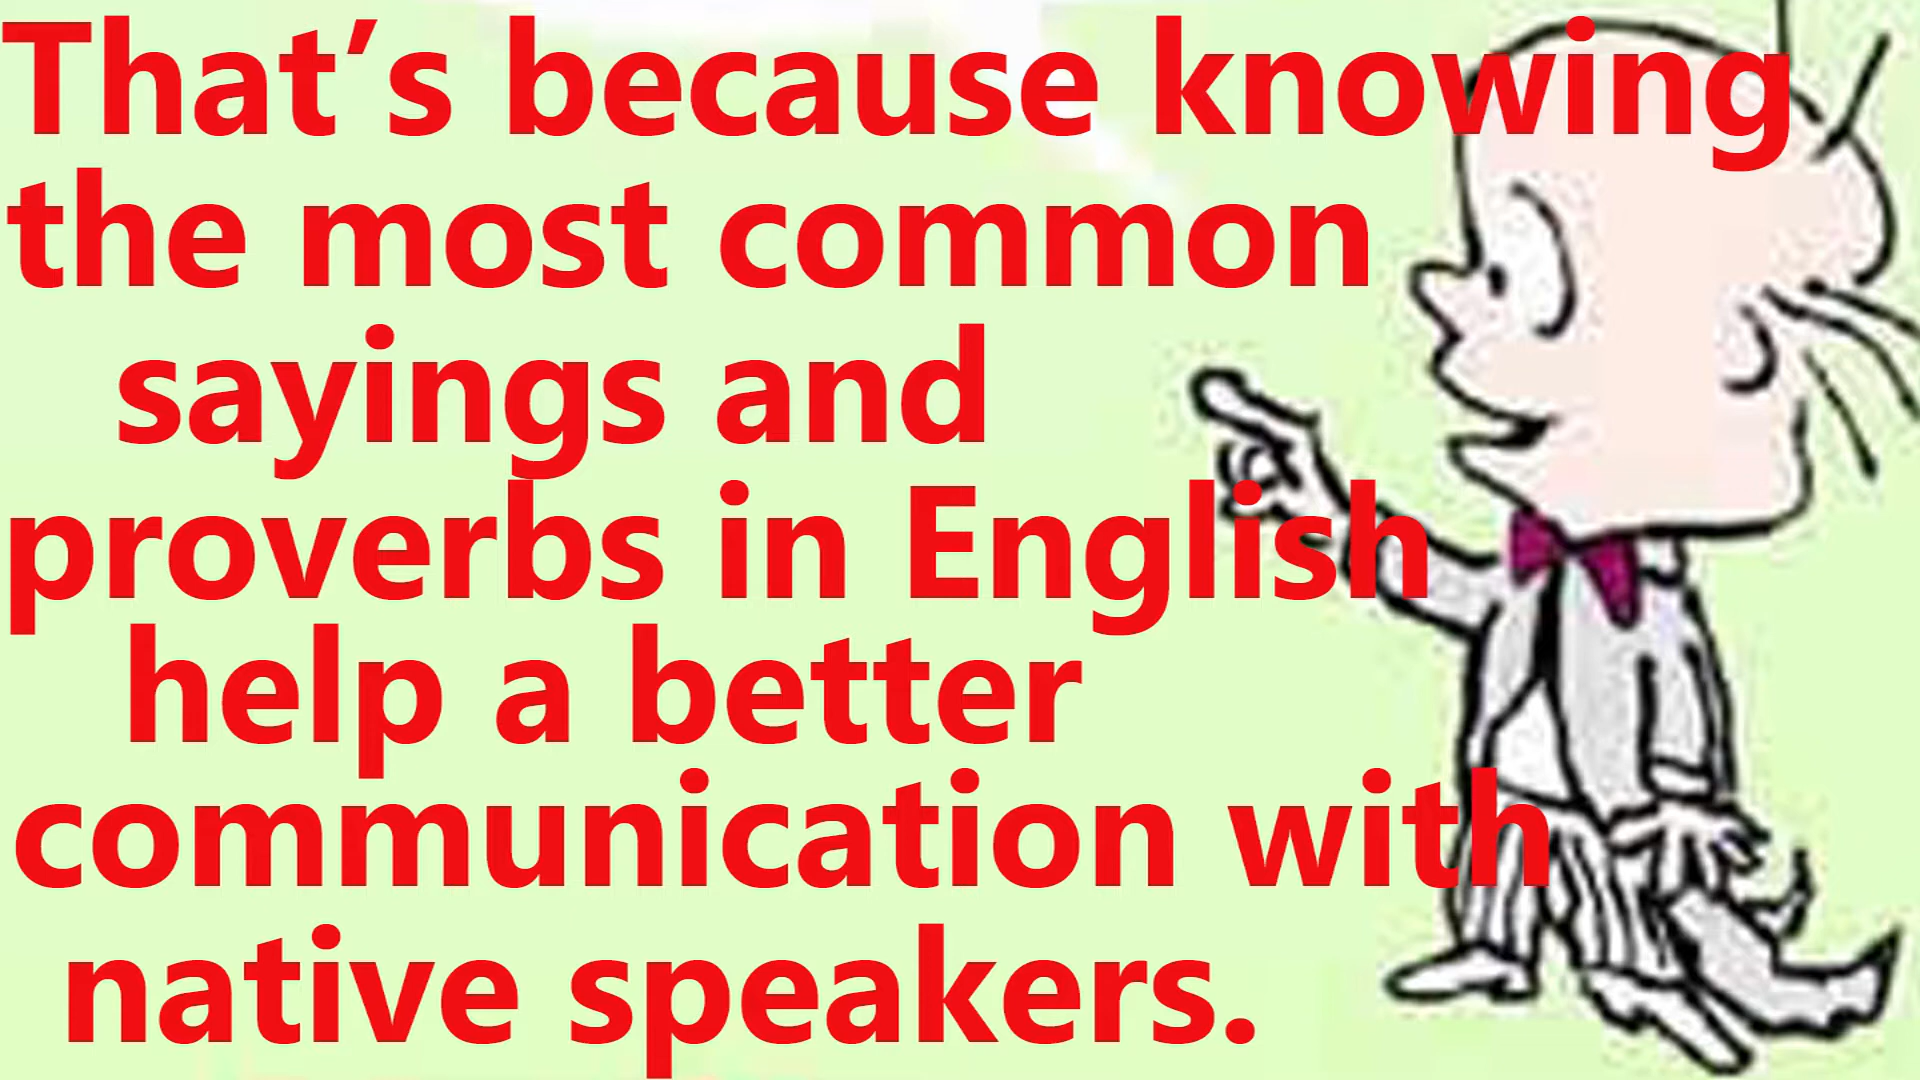 That’s because knowing
the most common
sayings and
proverbs in English
help a better
communication with
native speakers.